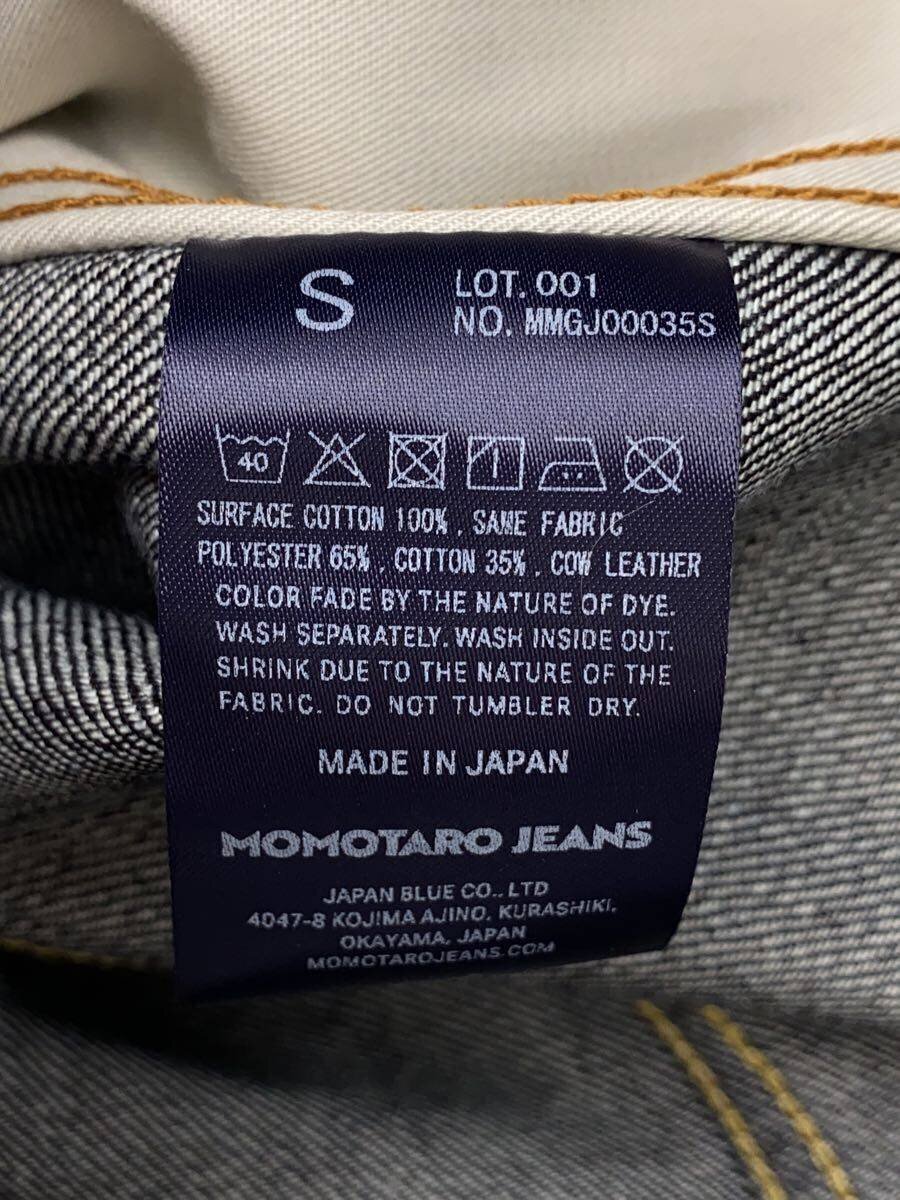 S
LOT. 001
NO. MMGJ00035S
40
SURFACE COTTON 100%, SAME FABRIC
POLYESTER 65%, COTTON 35%, COW LEATHER
COLOR FADE BY THE NATURE OF DYE.
WASH SEPARATELY. WASH INSIDE OUT.
SHRINK DUE TO THE NATURE OF THE
FABRIC. DO NOT TUMBLER DRY.
MADE IN JAPAN
MOMOTARO JEANS
JAPAN BLUE CO., LTD
4047-8 KOJIMA AJINO, KURASHIKI,
OKAYAMA, JAPAN
MOMOTAROJEANS.COM